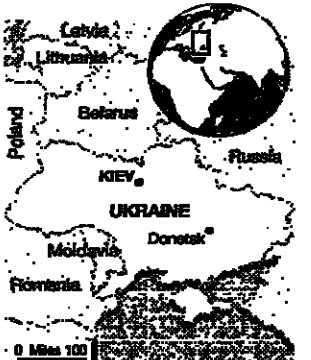 Latvia
Lithuania
Belarus
Poland
Russia
KIEV
UKRAINE
Donetsk
Moldavia
Romania
0 Miles 100